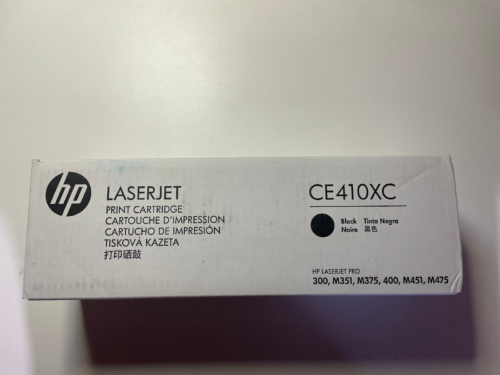 hp
LASERJET
PRINT CARTRIDGE
CARTOUCHE D'IMPRESSION
CARTUCHO DE IMPRESIÓN
TISKOVÁ KAZETA
打印硒鼓
CE410XC
Black Tinta Negra
Noire 黑色
HP LASERJET PRO
300, M351, M375, 400, M451, M475